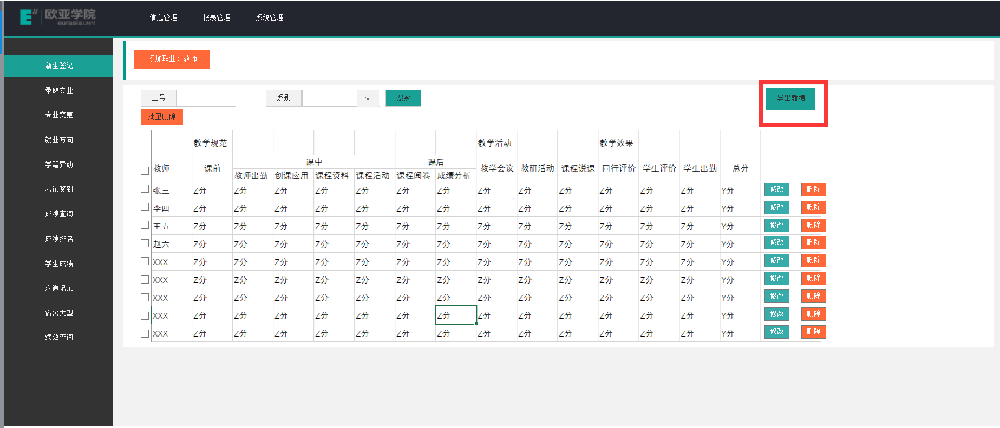 欧亚学院
eurasia UNIV.
信息管理 报表管理 系统管理
新生登记
录取专业
专业变更
就业方向
学籍异动
考试签到
成绩查询
成绩排名
学生成绩
沟通记录
宿舍类型
绩效查询
添加职业：教师
工号 系别 搜索 导出数据
批量删除
教学规范 教学活动 教学效果
课中 课后
教师 课前 教学会议 教研活动 课程说课 同行评价 学生评价 学生出勤 总分
教师出勤 创课应用 课程资料 课程活动 课程阅卷 成绩分析
张三 Z分 Z分 Z分 Z分 Z分 Z分 Z分 Z分 Z分 Z分 Z分 Z分 Z分 Y分 修改 删除
李四 Z分 Z分 Z分 Z分 Z分 Z分 Z分 Z分 Z分 Z分 Z分 Z分 Z分 Y分 修改 删除
王五 Z分 Z分 Z分 Z分 Z分 Z分 Z分 Z分 Z分 Z分 Z分 Z分 Z分 Y分 修改 删除
赵六 Z分 Z分 Z分 Z分 Z分 Z分 Z分 Z分 Z分 Z分 Z分 Z分 Z分 Y分 修改 删除
XXX Z分 Z分 Z分 Z分 Z分 Z分 Z分 Z分 Z分 Z分 Z分 Z分 Z分 Y分 修改 删除
XXX Z分 Z分 Z分 Z分 Z分 Z分 Z分 Z分 Z分 Z分 Z分 Z分 Z分 Y分 修改 删除
XXX Z分 Z分 Z分 Z分 Z分 Z分 Z分 Z分 Z分 Z分 Z分 Z分 Z分 Y分 修改 删除
XXX Z分 Z分 Z分 Z分 Z分 Z分 Z分 Z分 Z分 Z分 Z分 Z分 Z分 Y分 修改 删除
XXX Z分 Z分 Z分 Z分 Z分 Z分 Z分 Z分 Z分 Z分 Z分 Z分 Z分 Y分 修改 删除